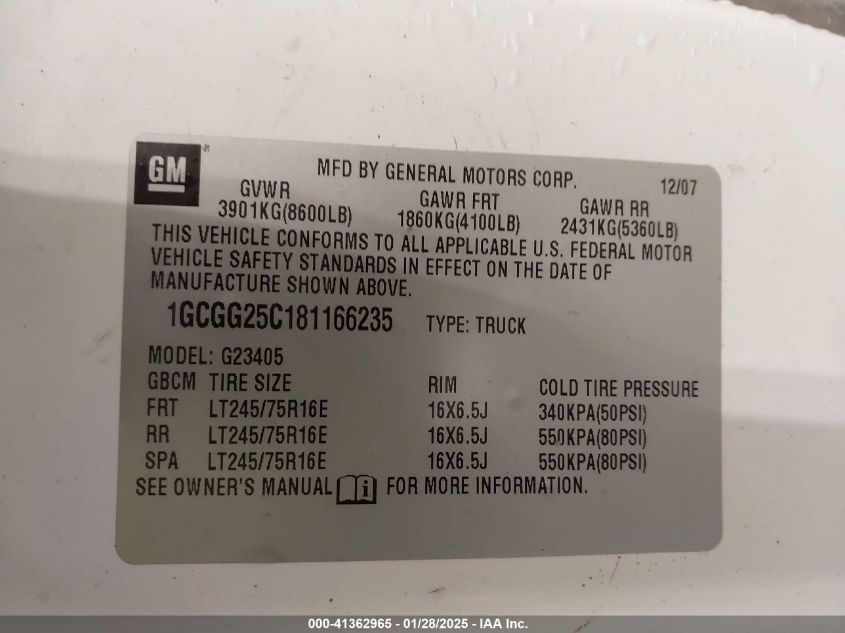 GM
MFD BY GENERAL MOTORS CORP. 12/07
GVWR GAWR FRT GAWR RR
3901KG(8600LB) 1860KG(4100LB) 2431KG(5360LB)
THIS VEHICLE CONFORMS TO ALL APPLICABLE U.S. FEDERAL MOTOR
VEHICLE SAFETY STANDARDS IN EFFECT ON THE DATE OF
MANUFACTURE SHOWN ABOVE.
1GCGG25C181166235 TYPE: TRUCK
MODEL: G23405
GBCM TIRE SIZE RIM COLD TIRE PRESSURE
FRT LT245/75R16E 16X6.5J 340KPA(50PSI)
RR LT245/75R16E 16X6.5J 550KPA(80PSI)
SPA LT245/75R16E 16X6.5J 550KPA(80PSI)
SEE OWNER'S MANUAL i FOR MORE INFORMATION.
000-41362965 - 01/28/2025 - IAA Inc.